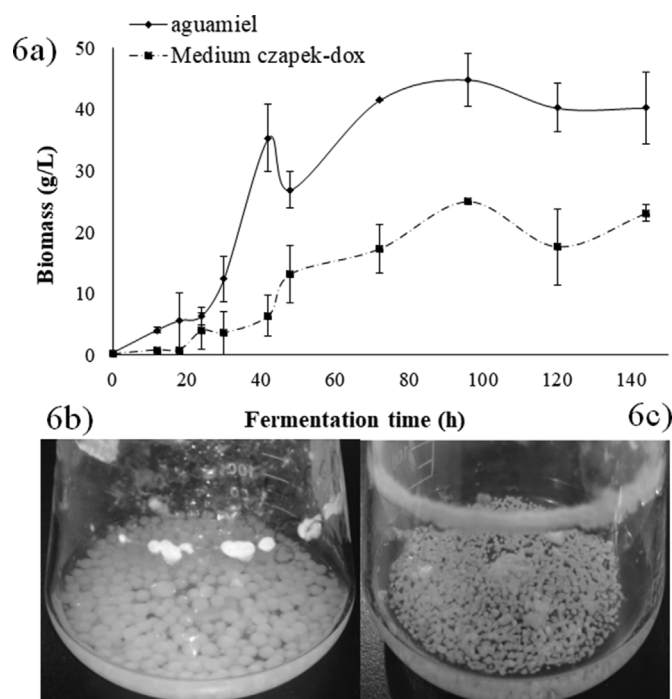 aguamiel
Medium czapek-dox
6a)
Biomass (g/L)
50
40
30
20
10
0
0 20 40 60 80 100 120 140
Fermentation time (h)
6b)
6c)